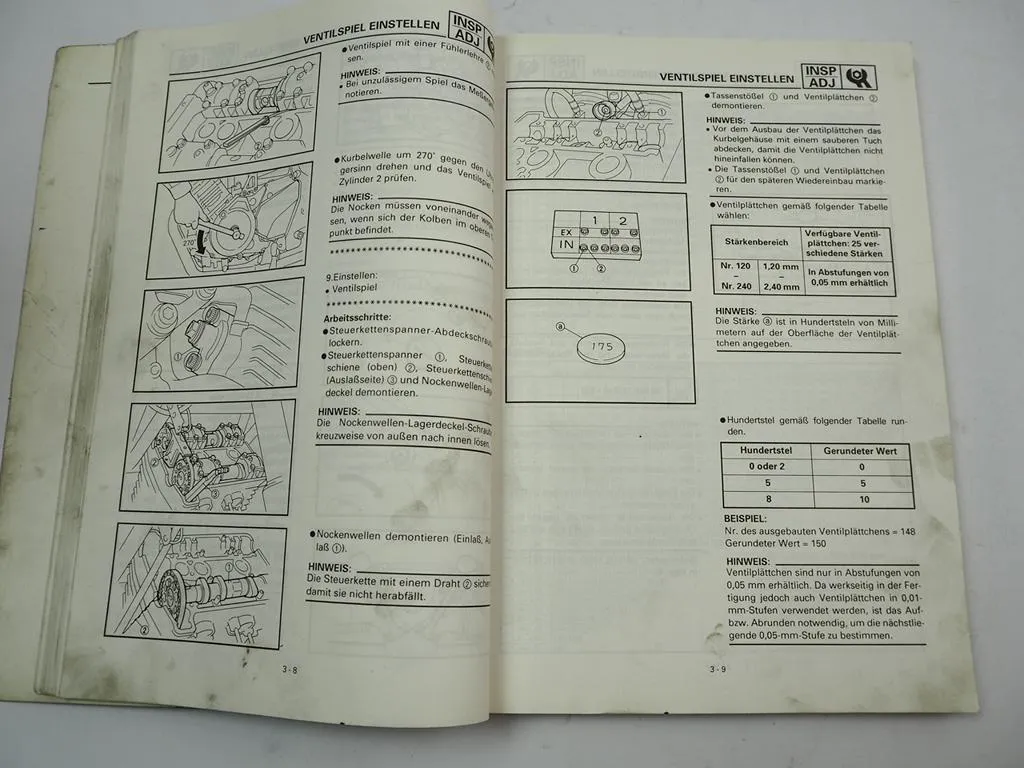 VENTILSPIEL EINSTELLEN
INSP
ADJ
●Ventilspiel mit einer Fühlerlehre
sen.
HINWEIS:
• Bei unzulässigem Spiel das
notieren.
●Kurbelwelle um 270° gegen den
gersinn drehen und das Ventilspiel
Zylinder 2 prüfen.
HINWEIS:
Die Nocken müssen voneinander
sen, wenn sich der Kolben im oberen
punkt befindet.
270°
9.Einstellen:
• Ventilspiel
Arbeitsschritte:
●Steuerkettenspanner-Abdeckschrau
lockern.
●Steuerkettenspanner ①,
schiene (oben) ②,
(Auslaßseite) ③ und
deckel demontieren.
HINWEIS:
Die Nockenwellen-Lagerdeckel-Schrau
kreuzweise von außen nach innen lösen.
●Nockenwellen demontieren (Einlaß,
laß ①).
HINWEIS:
Die Steuerkette mit einem Draht ②
damit sie nicht herabfällt.
3-8
VENTILSPIEL EINSTELLEN
INSP
ADJ
●Tassenstößel ① und Ventilplättchen ②
demontieren.
HINWEIS:
• Vor dem Ausbau der Ventilplättchen das
Kurbelgehäuse mit einem sauberen Tuch
abdecken, damit die Ventilplättchen nicht
hineinfallen können.
• Die Tassenstößel ① und Ventilplättchen
② für den späteren Wiedereinbau markie-
ren.
●Ventilplättchen gemäß folgender Tabelle
wählen:
1 2
EX
IN
① ②
Stärkenbereich
Verfügbare Ventil-
plättchen: 25 ver-
schiedene Stärken
Nr. 120 1,20 mm
– –
Nr. 240 2,40 mm
In Abstufungen von
0,05 mm erhältlich
HINWEIS:
Die Stärke ⓐ ist in Hundertsteln von Milli-
metern auf der Oberfläche der Ventilplät-
tchen angegeben.
ⓐ
175
●Hundertstel gemäß folgender Tabelle run-
den.
Hundertstel Gerundeter Wert
0 oder 2 0
5 5
8 10
BEISPIEL:
Nr. des ausgebauten Ventilplättchens = 148
Gerundeter Wert = 150
HINWEIS:
Ventilplättchen sind nur in Abstufungen von
0,05 mm erhältlich. Da werkseitig in der Fer-
tigung jedoch auch Ventilplättchen in 0,01-
mm-Stufen verwendet werden, ist das Auf-
bzw. Abrunden notwendig, um die nächstlie-
gende 0,05-mm-Stufe zu bestimmen.
3-9